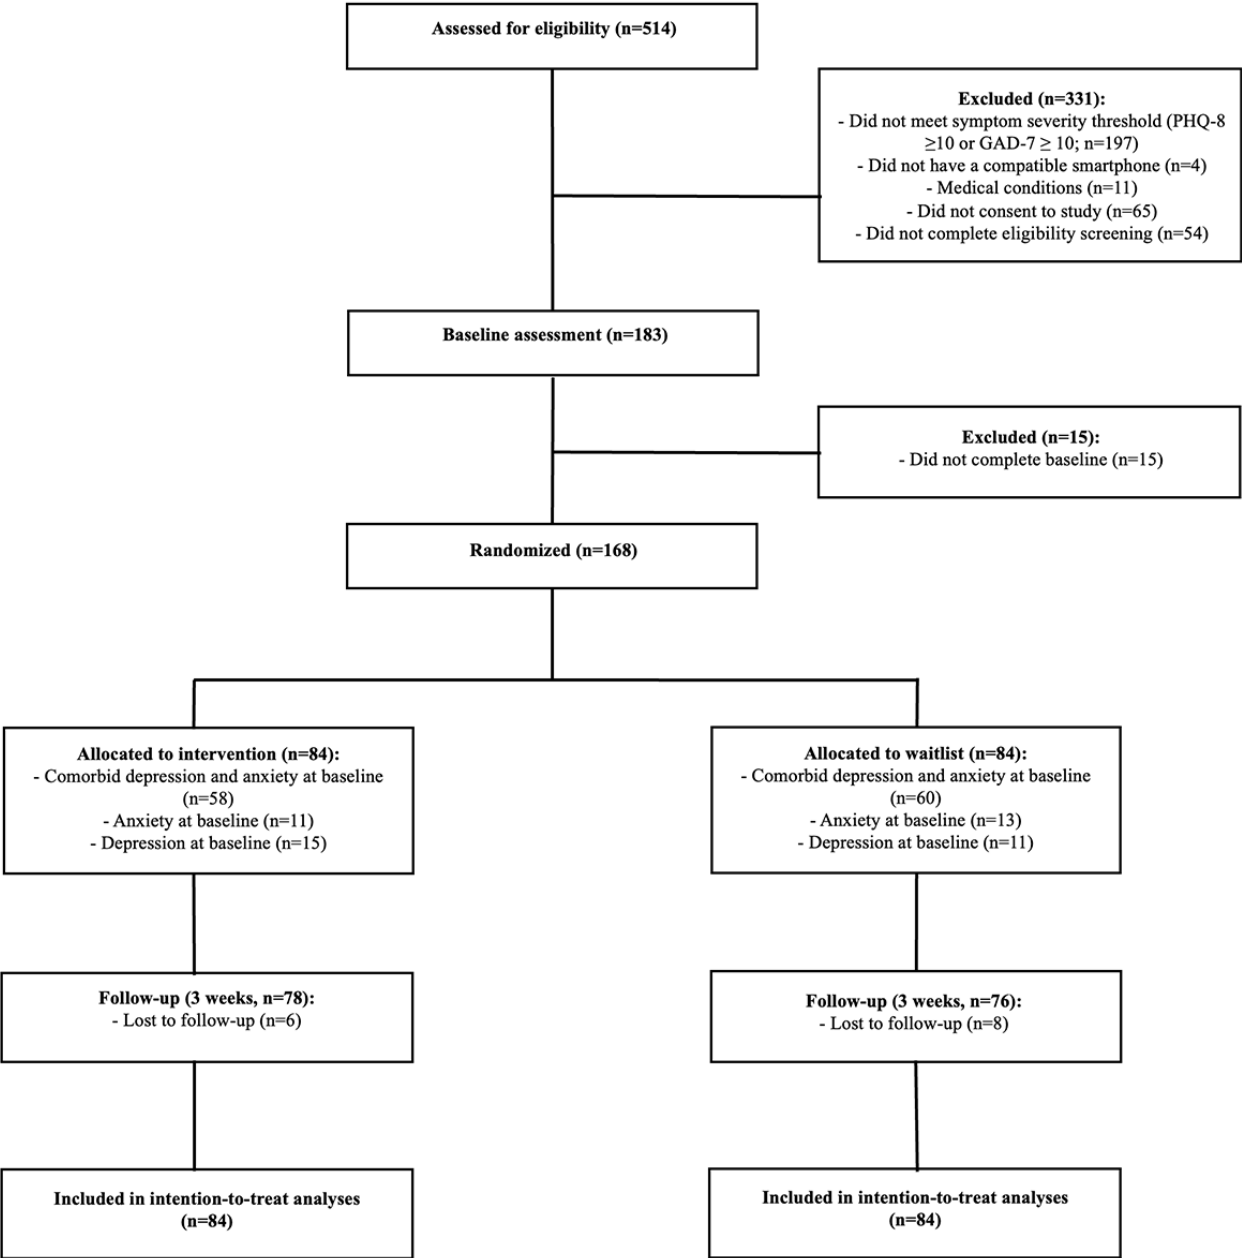 Assessed for eligibility (n=514)
Excluded (n=331):
- Did not meet symptom severity threshold (PHQ-8
≥10 or GAD-7 ≥ 10; n=197)
- Did not have a compatible smartphone (n=4)
- Medical conditions (n=11)
- Did not consent to study (n=65)
- Did not complete eligibility screening (n=54)
Baseline assessment (n=183)
Excluded (n=15):
- Did not complete baseline (n=15)
Randomized (n=168)
Allocated to intervention (n=84):
- Comorbid depression and anxiety at baseline
(n=58)
- Anxiety at baseline (n=11)
- Depression at baseline (n=15)
Allocated to waitlist (n=84):
- Comorbid depression and anxiety at baseline
(n=60)
- Anxiety at baseline (n=13)
- Depression at baseline (n=11)
Follow-up (3 weeks, n=78):
- Lost to follow-up (n=6)
Follow-up (3 weeks, n=76):
- Lost to follow-up (n=8)
Included in intention-to-treat analyses
(n=84)
Included in intention-to-treat analyses
(n=84)